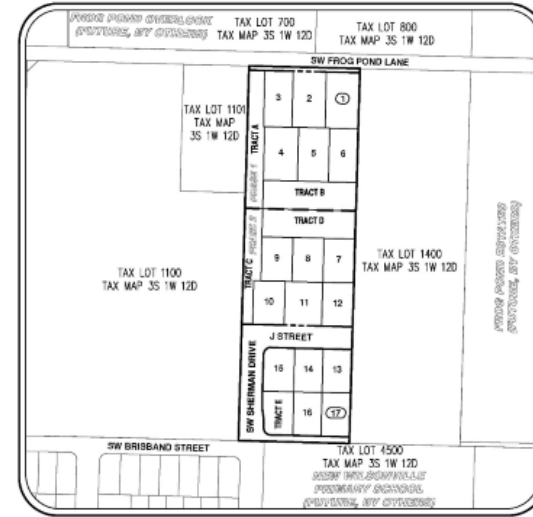 FROG POND OVERLOOK
(FUTURE, BY OTHERS)
TAX LOT 700
TAX MAP 3S 1W 12D
TAX LOT 800
TAX MAP 3S 1W 12D
SW FROG POND LANE
TAX LOT 1101
TAX MAP
3S 1W 12D
TRACT A
PHASE 1
3
2
1
4
5
6
TRACT B
TRACT D
TRACT C
PHASE 2
9
8
7
10
11
12
TAX LOT 1100
TAX MAP 3S 1W 12D
TAX LOT 1400
TAX MAP 3S 1W 12D
FROG POND ESTATES
(FUTURE, BY OTHERS)
J STREET
SW SHERMAN DRIVE
15
14
13
TRACT E
16
17
SW BRISBAND STREET
TAX LOT 4500
TAX MAP 3S 1W 12D
NEW WILSONVILLE
PRIMARY SCHOOL
(FUTURE, BY OTHERS)